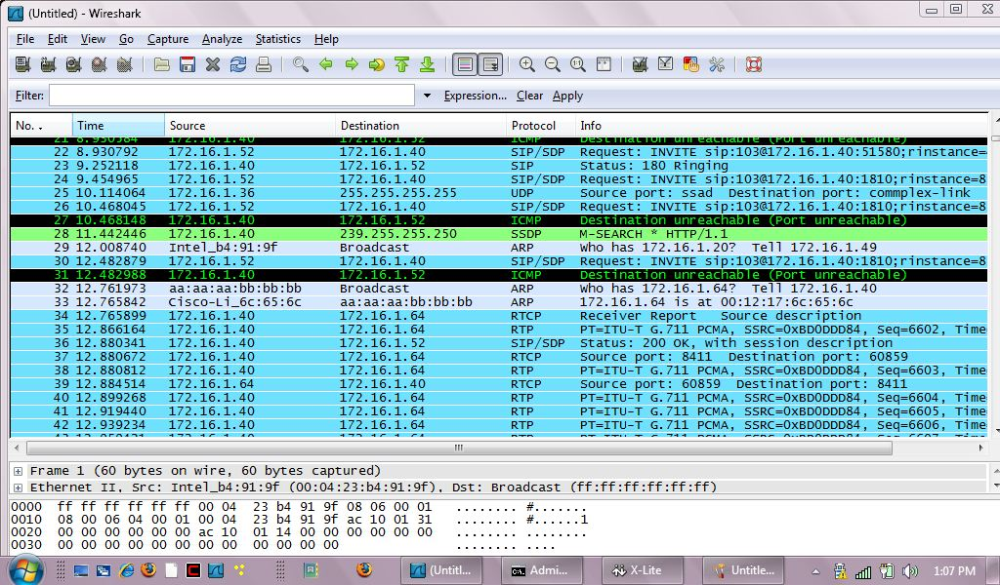 (Untitled) - Wireshark
File Edit View Go Capture Analyze Statistics Help
Filter: Expression... Clear Apply
No. . Time Source Destination Protocol Info
21 8.930584 172.16.1.40 172.16.1.52 ICMP Destination unreachable (Port unreachable)
22 8.930792 172.16.1.52 172.16.1.40 SIP/SDP Request: INVITE sip:103@172.16.1.40:51580;rinstance=
23 9.252118 172.16.1.40 172.16.1.52 SIP Status: 180 Ringing
24 9.454965 172.16.1.52 172.16.1.40 SIP/SDP Request: INVITE sip:103@172.16.1.40:1810;rinstance=8
25 10.114064 172.16.1.36 255.255.255.255 UDP Source port: ssad Destination port: commplex-link
26 10.468045 172.16.1.52 172.16.1.40 SIP/SDP Request: INVITE sip:103@172.16.1.40:1810;rinstance=8
27 10.468148 172.16.1.40 172.16.1.52 ICMP Destination unreachable (Port unreachable)
28 11.442446 172.16.1.40 239.255.255.250 SSDP M-SEARCH * HTTP/1.1
29 12.008740 Intel_b4:91:9f Broadcast ARP Who has 172.16.1.20? Tell 172.16.1.49
30 12.482879 172.16.1.52 172.16.1.40 SIP/SDP Request: INVITE sip:103@172.16.1.40:1810;rinstance=8
31 12.482988 172.16.1.40 172.16.1.52 ICMP Destination unreachable (Port unreachable)
32 12.761973 aa:aa:aa:bb:bb:bb Broadcast ARP Who has 172.16.1.64? Tell 172.16.1.40
33 12.765842 Cisco-Li_6c:65:6c aa:aa:aa:bb:bb:bb ARP 172.16.1.64 is at 00:12:17:6c:65:6c
34 12.765899 172.16.1.40 172.16.1.64 RTCP Receiver Report Source description
35 12.866164 172.16.1.40 172.16.1.64 RTP PT=ITU-T G.711 PCMA, SSRC=0xBD0DDD84, Seq=6602, Time
36 12.880341 172.16.1.40 172.16.1.52 SIP/SDP Status: 200 OK, with session description
37 12.880672 172.16.1.40 172.16.1.64 RTCP Source port: 8411 Destination port: 60859
38 12.880812 172.16.1.40 172.16.1.64 RTP PT=ITU-T G.711 PCMA, SSRC=0xBD0DDD84, Seq=6603, Time
39 12.884514 172.16.1.64 172.16.1.40 RTCP Source port: 60859 Destination port: 8411
40 12.899268 172.16.1.40 172.16.1.64 RTP PT=ITU-T G.711 PCMA, SSRC=0xBD0DDD84, Seq=6604, Time
41 12.919440 172.16.1.40 172.16.1.64 RTP PT=ITU-T G.711 PCMA, SSRC=0xBD0DDD84, Seq=6605, Time
42 12.939234 172.16.1.40 172.16.1.64 RTP PT=ITU-T G.711 PCMA, SSRC=0xBD0DDD84, Seq=6606, Time
Frame 1 (60 bytes on wire, 60 bytes captured)
Ethernet II, Src: Intel_b4:91:9f (00:04:23:b4:91:9f), Dst: Broadcast (ff:ff:ff:ff:ff:ff)
0000 ff ff ff ff ff ff 00 04 23 b4 91 9f 08 06 00 01 ........ #.......
0010 08 00 06 04 00 01 00 04 23 b4 91 9f ac 10 01 31 ........ #......1
0020 00 00 00 00 00 00 ac 10 01 14 00 00 00 00 00 00 ........ ........
0030 00 00 00 00 00 00 00 00 00 00 00 00 ........ ....
(Untitl... Admi... X-Lite Untitle... 1:07 PM